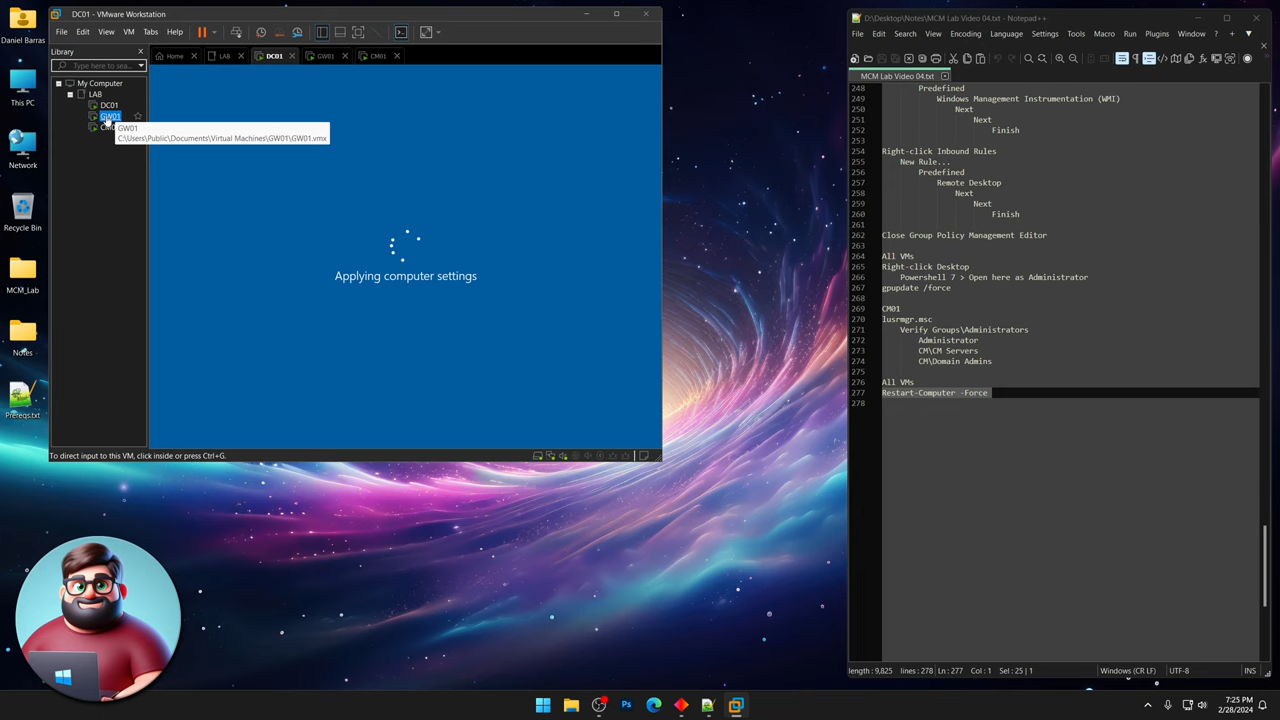 Daniel Barras
This PC
Network
Recycle Bin
MCM_Lab
Notes
Prereqs.txt
DC01 - VMware Workstation
File Edit View VM Tabs Help
Library
Type here to sea...
Home
LAB
DC01
GW01
CM01
My Computer
LAB
DC01
GW01
GW01
C:\Users\Public\Documents\Virtual Machines\GW01\GW01.vmx
Applying computer settings
To direct input to this VM, click inside or press Ctrl+G.
D:\Desktop\Notes\MCM Lab Video 04.txt - Notepad++
File Edit Search View Encoding Language Settings Tools Macro Run Plugins Window ? +
MCM Lab Video 04.txt
248 Predefined
249 Windows Management Instrumentation (WMI)
250 Next
251 Next
252 Finish
253
254 Right-click Inbound Rules
255 New Rule...
256 Predefined
257 Remote Desktop
258 Next
259 Next
260 Finish
261
262 Close Group Policy Management Editor
263
264 All VMs
265 Right-click Desktop
266 Powershell 7 > Open here as Administrator
267 gpupdate /force
268
269 CM01
270 lusrmgr.msc
271 Verify Groups\Administrators
272 Administrator
273 CM\CM Servers
274 CM\Domain Admins
275
276 All VMs
277 Restart-Computer -Force
278
length : 9,825 lines : 278 Ln : 277 Col : 1 Sel : 25 | 1 Windows (CR LF) UTF-8 INS
7:25 PM
2/28/2024